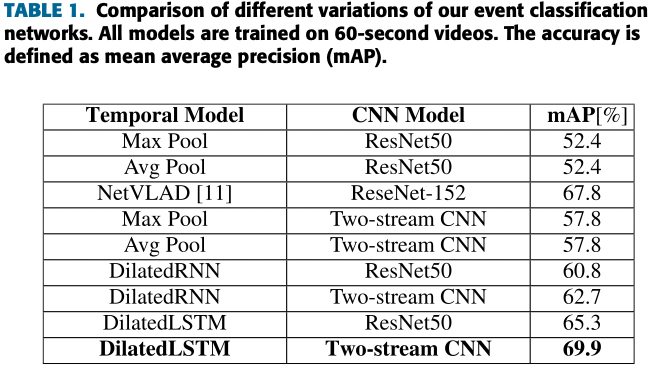 TABLE 1. Comparison of different variations of our event classification
networks. All models are trained on 60-second videos. The accuracy is
defined as mean average precision (mAP).
Temporal Model CNN Model mAP[%]
Max Pool ResNet50 52.4
Avg Pool ResNet50 52.4
NetVLAD [11] ReseNet-152 67.8
Max Pool Two-stream CNN 57.8
Avg Pool Two-stream CNN 57.8
DilatedRNN ResNet50 60.8
DilatedRNN Two-stream CNN 62.7
DilatedLSTM ResNet50 65.3
DilatedLSTM Two-stream CNN 69.9